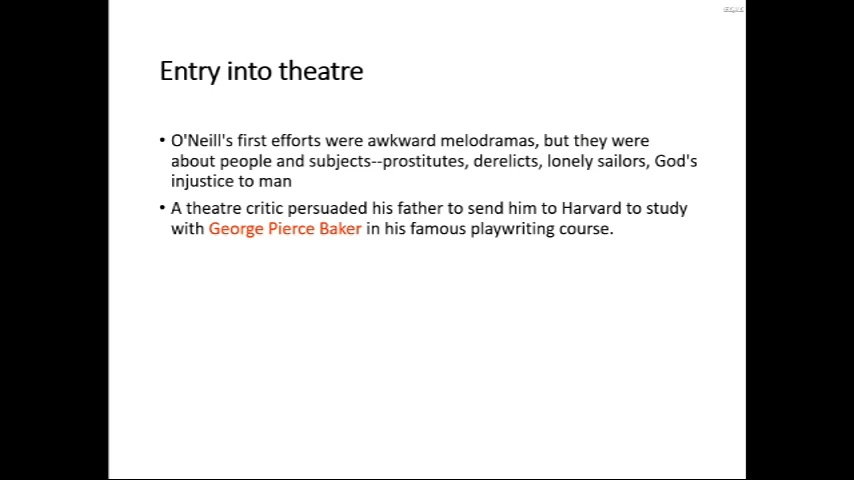 Entry into theatre
• O'Neill's first efforts were awkward melodramas, but they were
about people and subjects--prostitutes, derelicts, lonely sailors, God's
injustice to man
• A theatre critic persuaded his father to send him to Harvard to study
with George Pierce Baker in his famous playwriting course.